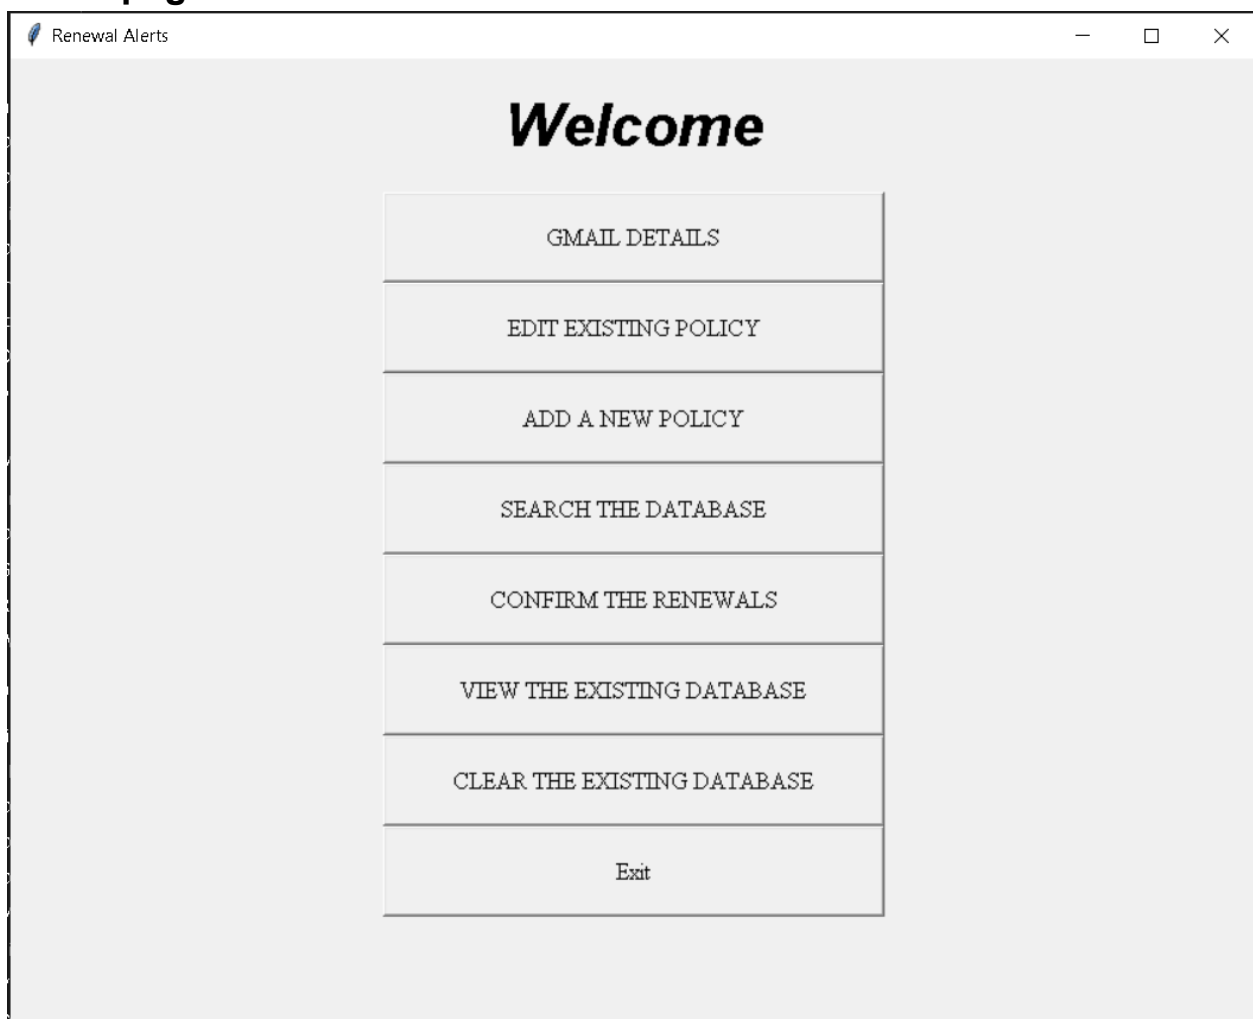 Renewal Alerts
Welcome
GMAIL DETAILS
EDIT EXISTING POLICY
ADD A NEW POLICY
SEARCH THE DATABASE
CONFIRM THE RENEWALS
VIEW THE EXISTING DATABASE
CLEAR THE EXISTING DATABASE
Exit